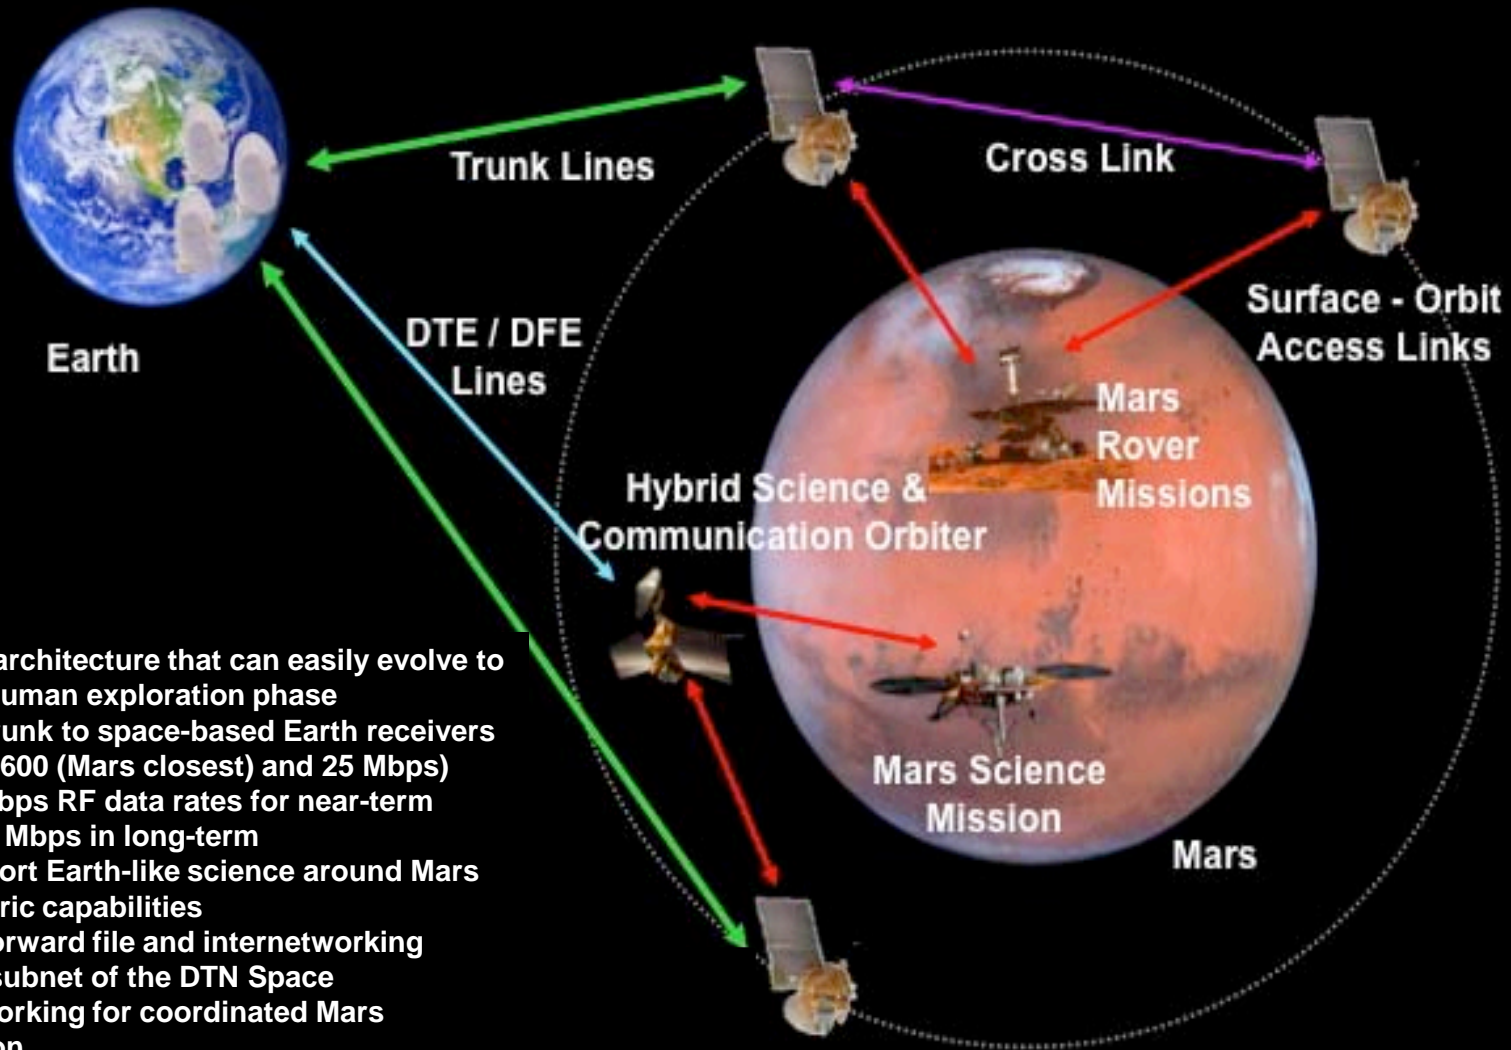 Trunk Lines
Cross Link
Surface - Orbit
Access Links
Earth
DTE / DFE
Lines
Mars
Rover
Missions
Hybrid Science &
Communication Orbiter
Mars Science
Mission
Mars
architecture that can easily evolve to
uman exploration phase
unk to space-based Earth receivers
600 (Mars closest) and 25 Mbps)
bps RF data rates for near-term
Mbps in long-term
ort Earth-like science around Mars
ric capabilities
orward file and internetworking
subnet of the DTN Space
orking for coordinated Mars
on